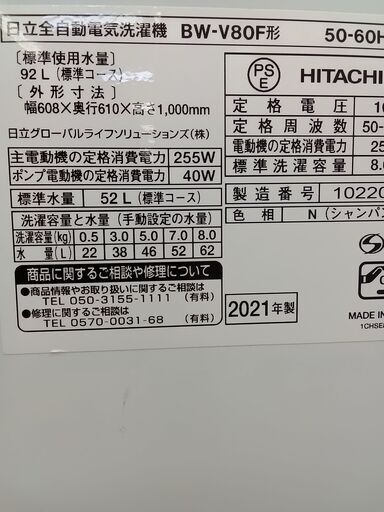 日立全自動電気洗濯機 BW-V80F形 50-60H
〔標準使用水量〕
92L(標準コース)
〔外形寸法〕
幅608×奥行610×高さ1,000mm
日立グローバルライフソリューションズ(株)
主電動機の定格消費電力 255W
ポンプ電動機の定格消費電力 40W
標準水量 52L(標準コース)
洗濯容量と水量(手動設定の水量)
洗濯容量(kg) 0.5 3.0 5.0 7.0 8.0
水量(L) 22 38 46 52 62
商品に関するご相談や修理について
●商品情報やお取り扱いに関するご相談は
TEL 050-3155-1111 (有料)
●修理に関するご相談は
TEL 0570-0031-68 (有料)
PSE HITACHI
定格電圧 10
定格周波数 50-
電動機の定格消費電力 25
標準洗濯容量 8.0
製造番号 10220
色相 N(シャンパ
2021年製
MADE IN
1CHSEA